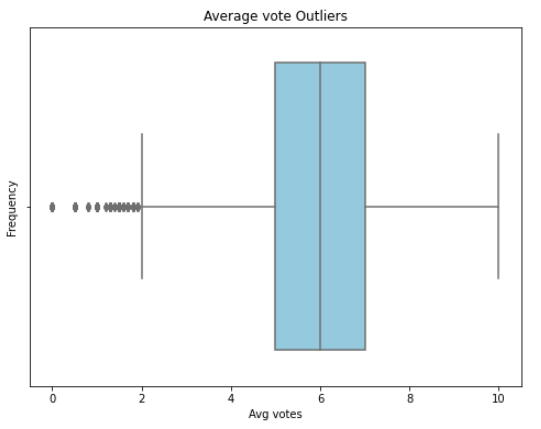 Average vote Outliers
Frequency
0 2 4 6 8 10
Avg votes